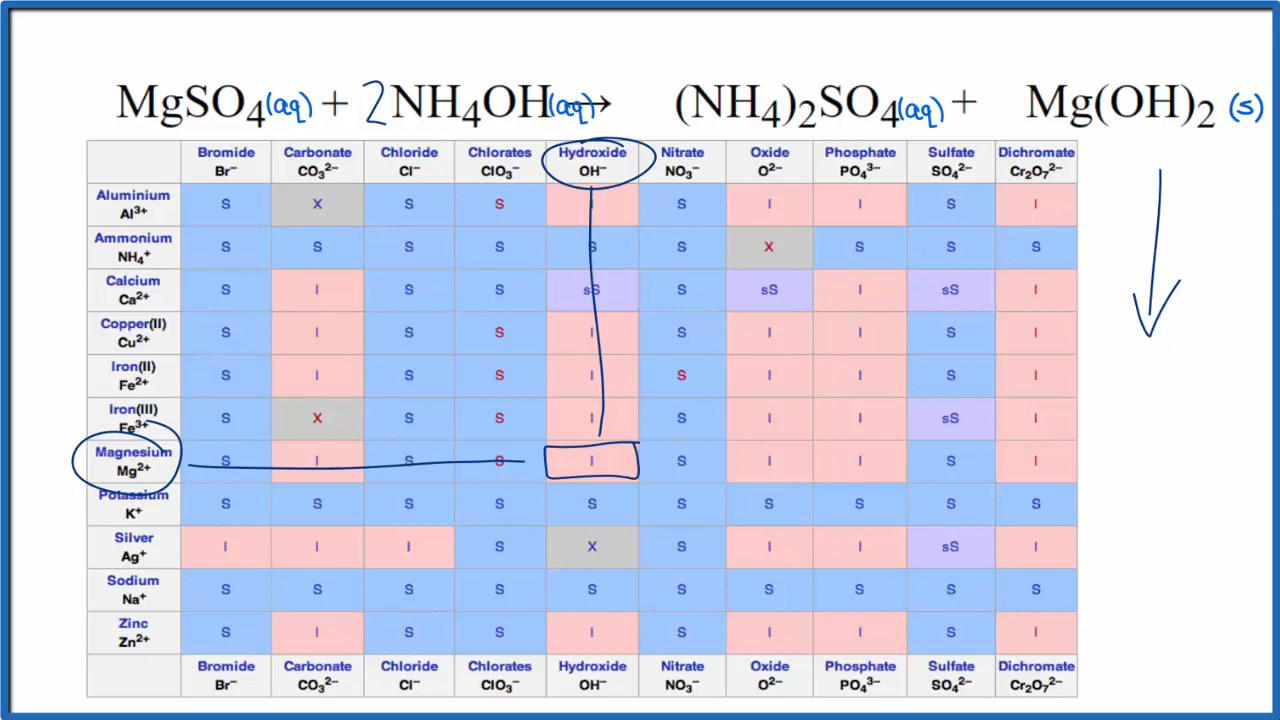 MgSO4(aq) + 2NH4OH(aq)→ (NH4)2SO4(aq) + Mg(OH)2 (s)
Bromide Carbonate Chloride Chlorates Hydroxide Nitrate Oxide Phosphate Sulfate Dichromate
Br⁻ CO₃²⁻ Cl⁻ ClO₃⁻ OH⁻ NO₃⁻ O²⁻ PO₄³⁻ SO₄²⁻ Cr₂O₇²⁻
Aluminium Al³⁺ S X S S I S I I S I
Ammonium NH₄⁺ S S S S S S X S S S
Calcium Ca²⁺ S I S S sS S sS I sS I
Copper(II) Cu²⁺ S I S S I S I I S I
Iron(II) Fe²⁺ S I S S I S I I S I
Iron(III) Fe³⁺ S X S S I S I I sS I
Magnesium Mg²⁺ S I S S I S I I S I
Potassium K⁺ S S S S S S S S S S
Silver Ag⁺ I I I S X S I I sS I
Sodium Na⁺ S S S S S S S S S S
Zinc Zn²⁺ S I S S I S I I S I
Bromide Carbonate Chloride Chlorates Hydroxide Nitrate Oxide Phosphate Sulfate Dichromate
Br⁻ CO₃²⁻ Cl⁻ ClO₃⁻ OH⁻ NO₃⁻ O²⁻ PO₄³⁻ SO₄²⁻ Cr₂O₇²⁻